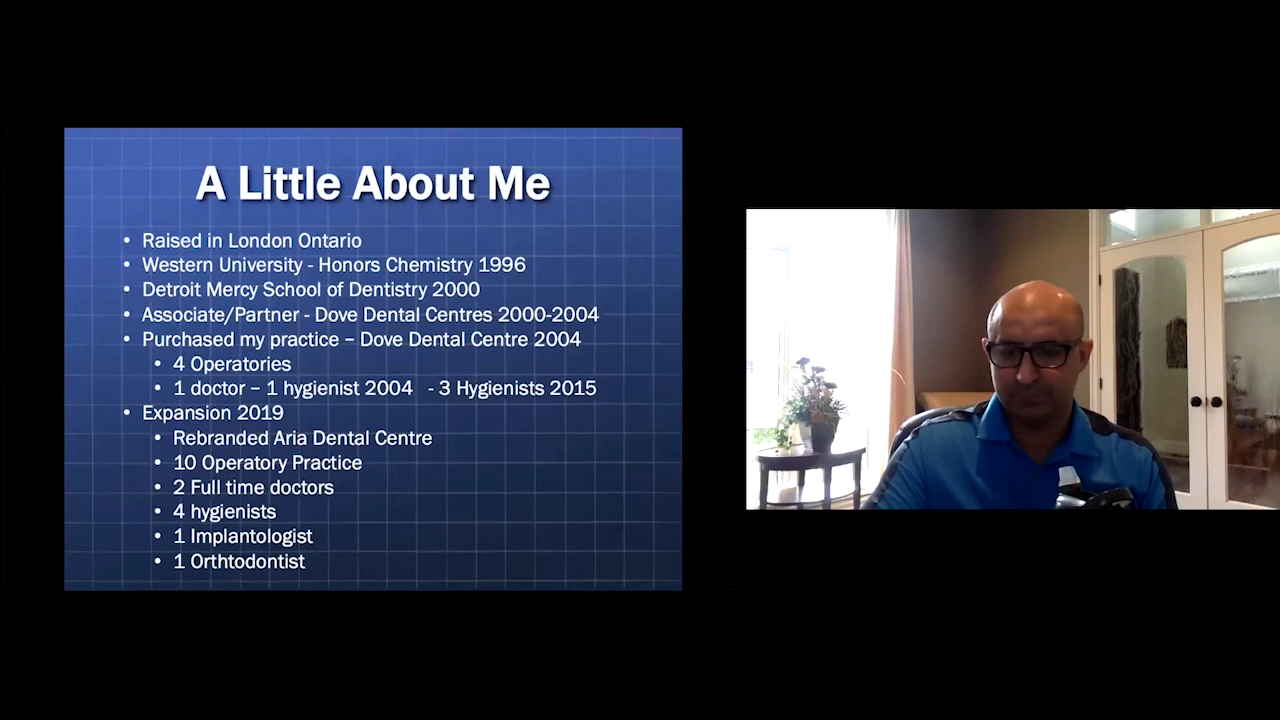 A Little About Me
• Raised in London Ontario
• Western University - Honors Chemistry 1996
• Detroit Mercy School of Dentistry 2000
• Associate/Partner - Dove Dental Centres 2000-2004
• Purchased my practice – Dove Dental Centre 2004
• 4 Operatories
• 1 doctor – 1 hygienist 2004 - 3 Hygienists 2015
• Expansion 2019
• Rebranded Aria Dental Centre
• 10 Operatory Practice
• 2 Full time doctors
• 4 hygienists
• 1 Implantologist
• 1 Orthtodontist